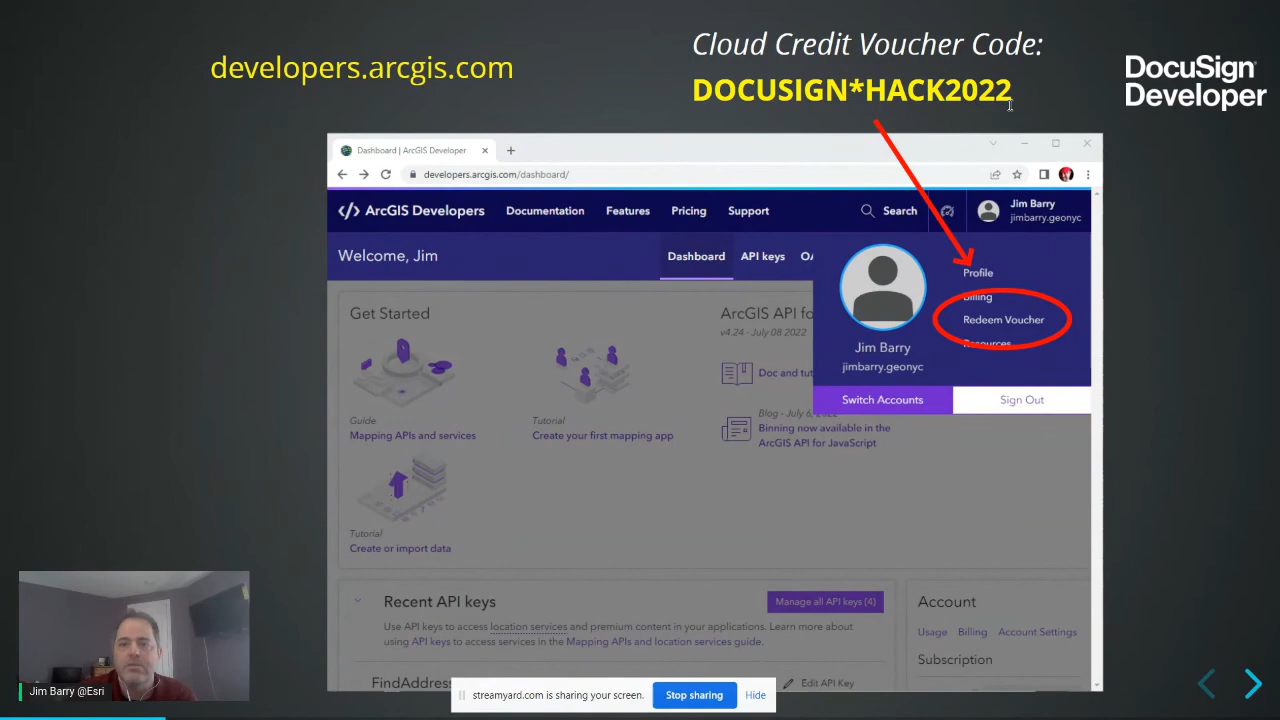 developers.arcgis.com
Cloud Credit Voucher Code:
DOCUSIGN*HACK2022
DocuSign
Developer
Dashboard | ArcGIS Developer
developers.arcgis.com/dashboard/
ArcGIS Developers
Documentation
Features
Pricing
Support
Search
Jim Barry
jimbarry.geonyc
Welcome, Jim
Dashboard
API keys
OA
Profile
Billing
Redeem Voucher
Resources
Jim Barry
jimbarry.geonyc
Switch Accounts
Sign Out
Get Started
Guide
Mapping APIs and services
Tutorial
Create your first mapping app
Tutorial
Create or import data
ArcGIS API fo
v4.24 - July 08 2022
Doc and tut
Blog - July 6, 2022
Binning now available in the
ArcGIS API for JavaScript
Recent API keys
Manage all API keys (4)
Use API keys to access location services and premium content in your applications. Learn more about
using API keys to access services in the Mapping APIs and location services guide.
FindAddres
Edit API Key
Account
Usage
Billing
Account Settings
Subscription
Jim Barry @Esri
streamyard.com is sharing your screen.
Stop sharing
Hide